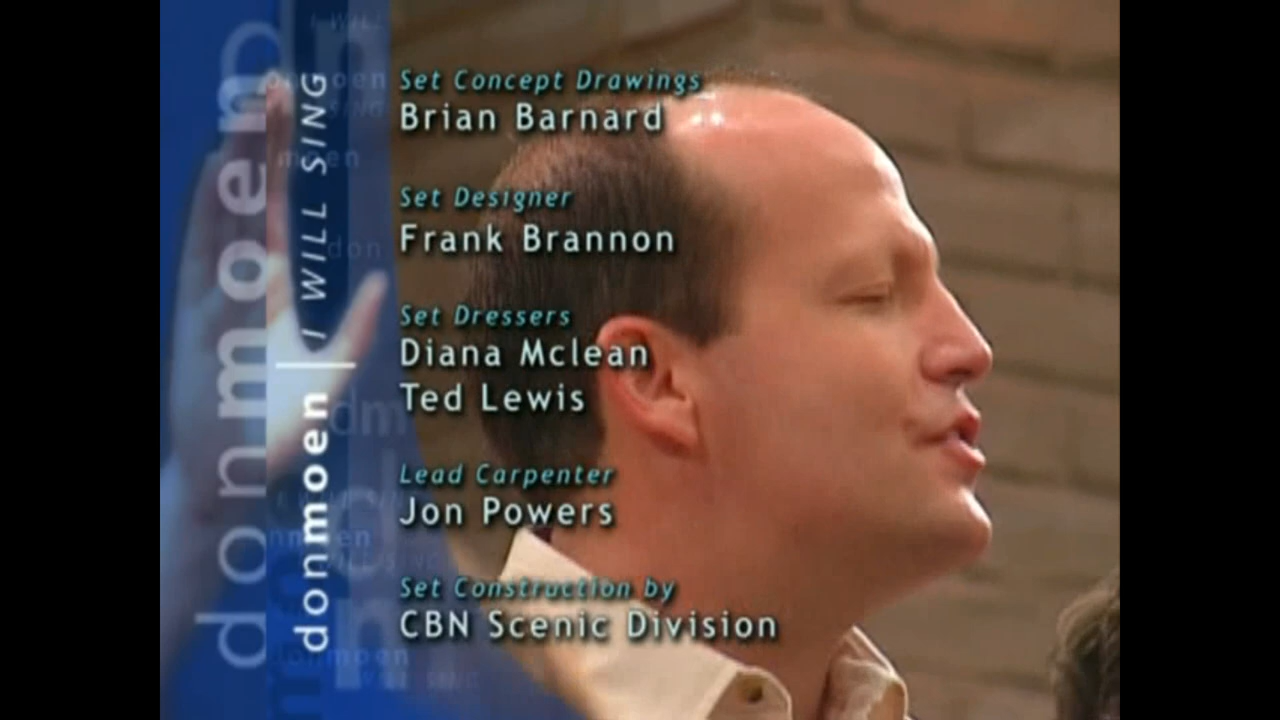 donmoen
donmoen | I WILL SING
Set Concept Drawings
Brian Barnard
Set Designer
Frank Brannon
Set Dressers
Diana Mclean
Ted Lewis
Lead Carpenter
Jon Powers
Set Construction by
CBN Scenic Division